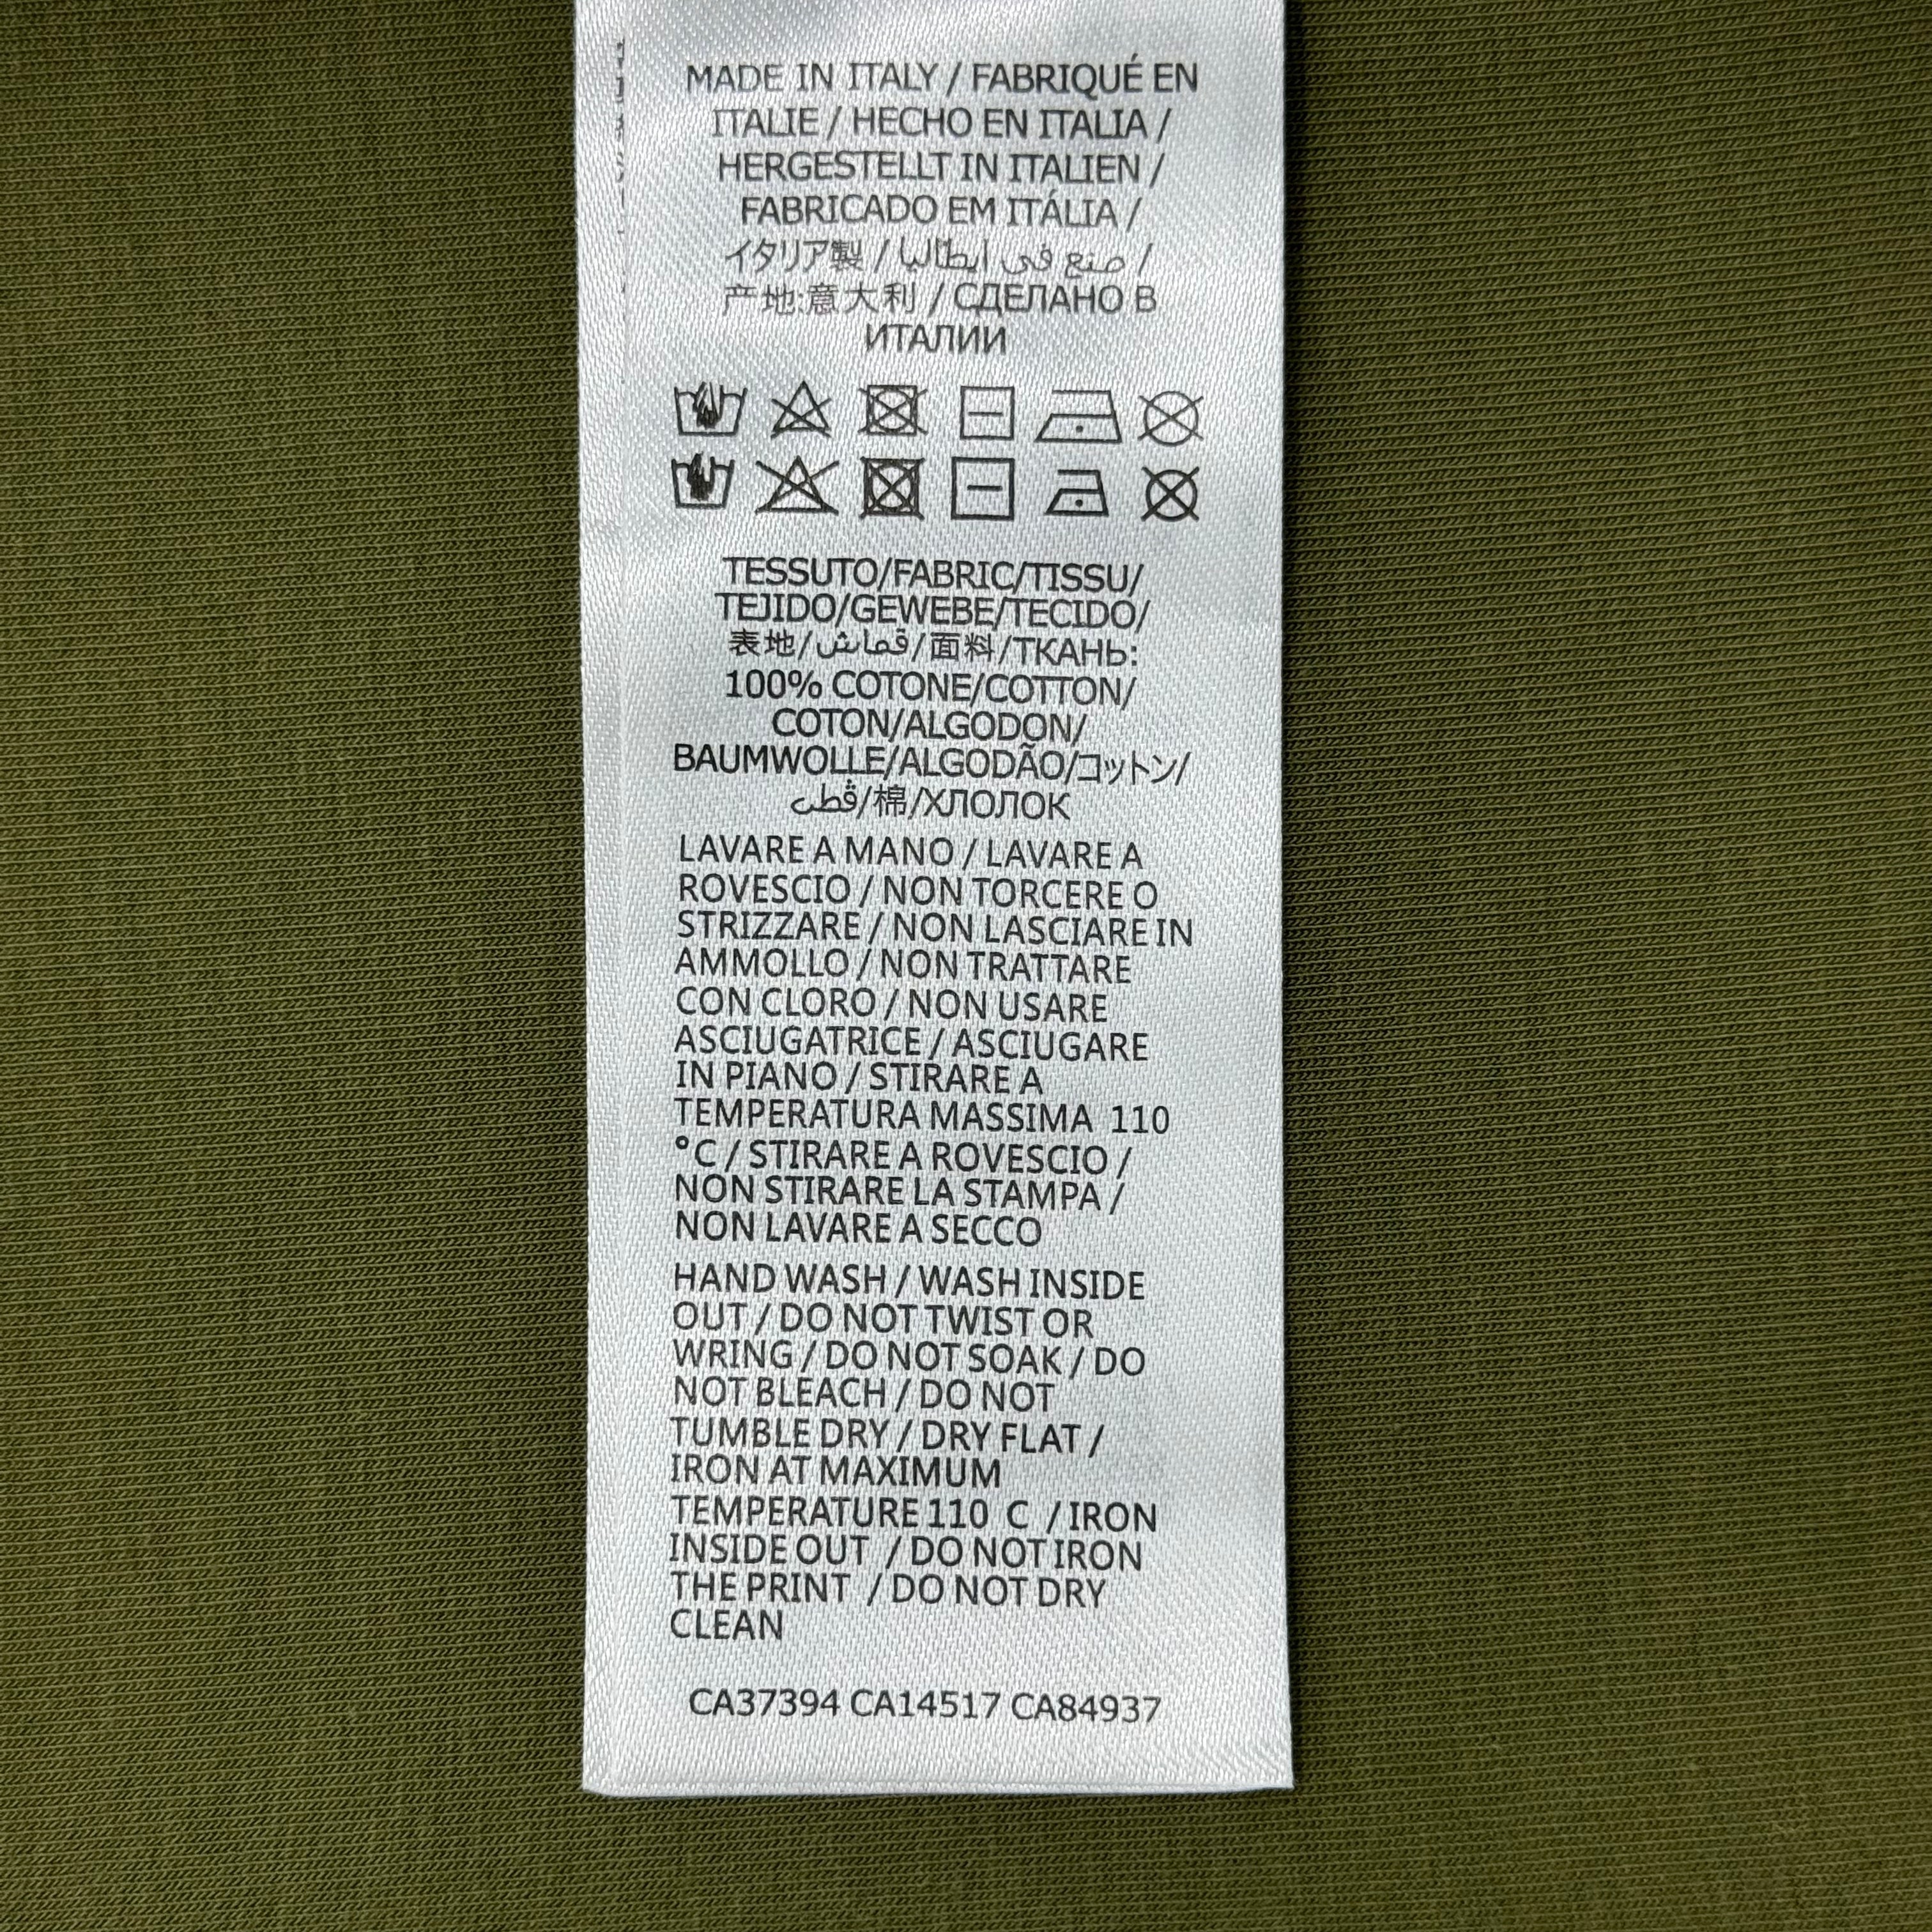 MADE IN ITALY / FABRIQUÉ EN
ITALIE / HECHO EN ITALIA /
HERGESTELLT IN ITALIEN /
FABRICADO EM ITÁLIA /
イタリア製 / صنع في ايطاليا /
产地:意大利 / СДЕЛАНО В
ИТАЛИИ
TESSUTO/FABRIC/TISSU/
TEJIDO/GEWEBE/TECIDO/
表地/قماش/面料/ТКАНЬ:
100% COTONE/COTTON/
COTON/ALGODON/
BAUMWOLLE/ALGODÃO/コットン/
قطن/棉/ХЛОЛОК
LAVARE A MANO / LAVARE A
ROVESCIO / NON TORCERE O
STRIZZARE / NON LASCIARE IN
AMMOLLO / NON TRATTARE
CON CLORO / NON USARE
ASCIUGATRICE / ASCIUGARE
IN PIANO / STIRARE A
TEMPERATURA MASSIMA 110
°C / STIRARE A ROVESCIO /
NON STIRARE LA STAMPA /
NON LAVARE A SECCO
HAND WASH / WASH INSIDE
OUT / DO NOT TWIST OR
WRING / DO NOT SOAK / DO
NOT BLEACH / DO NOT
TUMBLE DRY / DRY FLAT /
IRON AT MAXIMUM
TEMPERATURE 110 C / IRON
INSIDE OUT / DO NOT IRON
THE PRINT / DO NOT DRY
CLEAN
CA37394 CA14517 CA84937